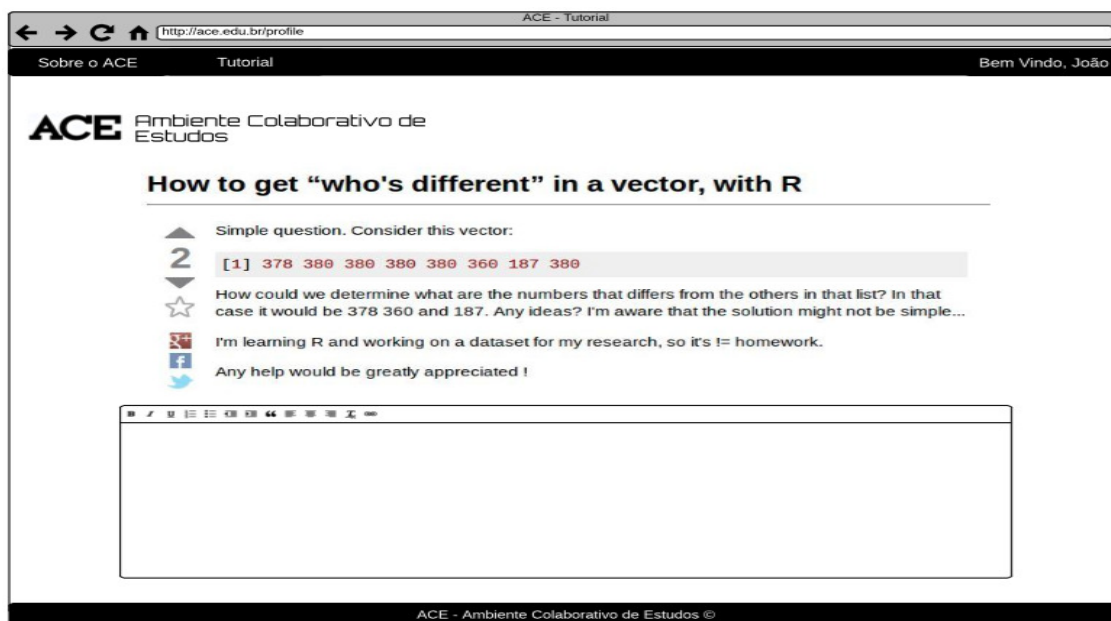 ACE - Tutorial
http://ace.edu.br/profile
Sobre o ACE Tutorial Bem Vindo, João
ACE Ambiente Colaborativo de
Estudos
How to get “who's different” in a vector, with R
Simple question. Consider this vector:
2
[1] 378 380 380 380 380 360 187 380
How could we determine what are the numbers that differs from the others in that list? In that
case it would be 378 360 and 187. Any ideas? I'm aware that the solution might not be simple...
g+
I'm learning R and working on a dataset for my research, so it's != homework.
f
Any help would be greatly appreciated !
B I U
ACE - Ambiente Colaborativo de Estudos ©